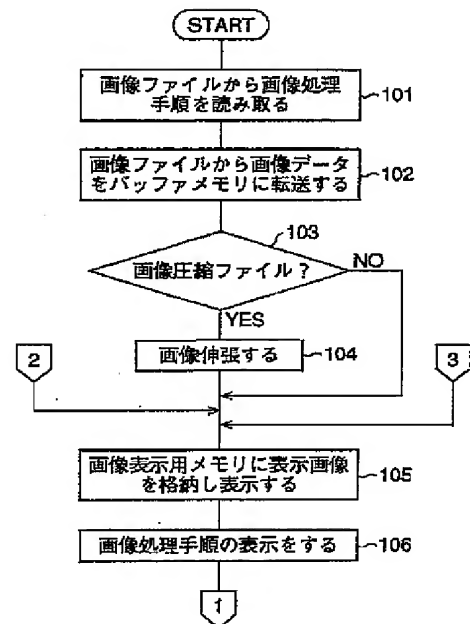 START
画像ファイルから画像処理
手順を読み取る
101
画像ファイルから画像データ
をバッファメモリに転送する
102
103
画像圧縮ファイル？
NO
YES
画像伸張する
104
2
3
画像表示用メモリに表示画像
を格納し表示する
105
画像処理手順の表示をする
106
1